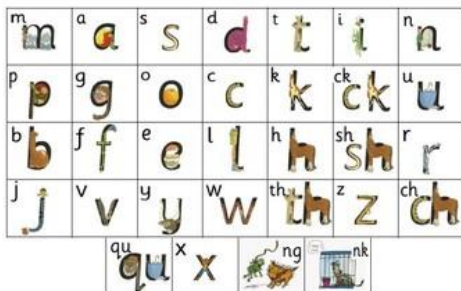 m a s d t i n
p g o c k ck u
b f e l h sh r
j v y w th z ch
qu x ng nk